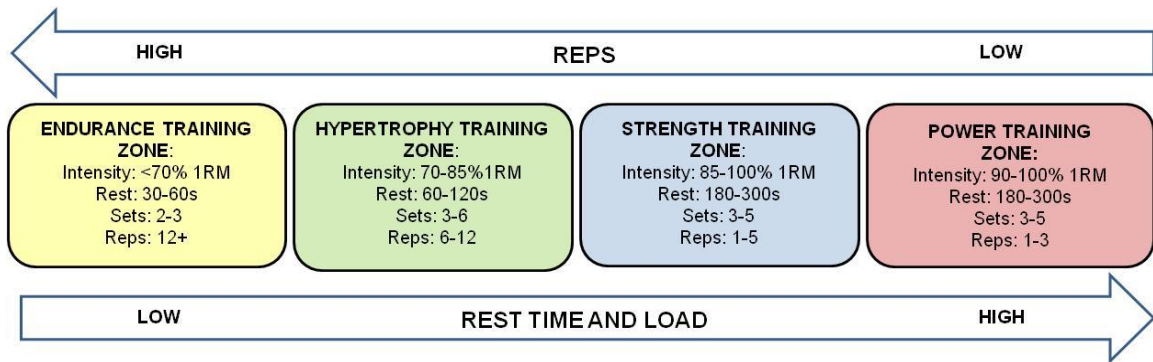 HIGH REPS LOW
ENDURANCE TRAINING
ZONE:
Intensity: <70% 1RM
Rest: 30-60s
Sets: 2-3
Reps: 12+
HYPERTROPHY TRAINING
ZONE:
Intensity: 70-85%1RM
Rest: 60-120s
Sets: 3-6
Reps: 6-12
STRENGTH TRAINING
ZONE:
Intensity: 85-100% 1RM
Rest: 180-300s
Sets: 3-5
Reps: 1-5
POWER TRAINING
ZONE:
Intensity: 90-100% 1RM
Rest: 180-300s
Sets: 3-5
Reps: 1-3
LOW REST TIME AND LOAD HIGH